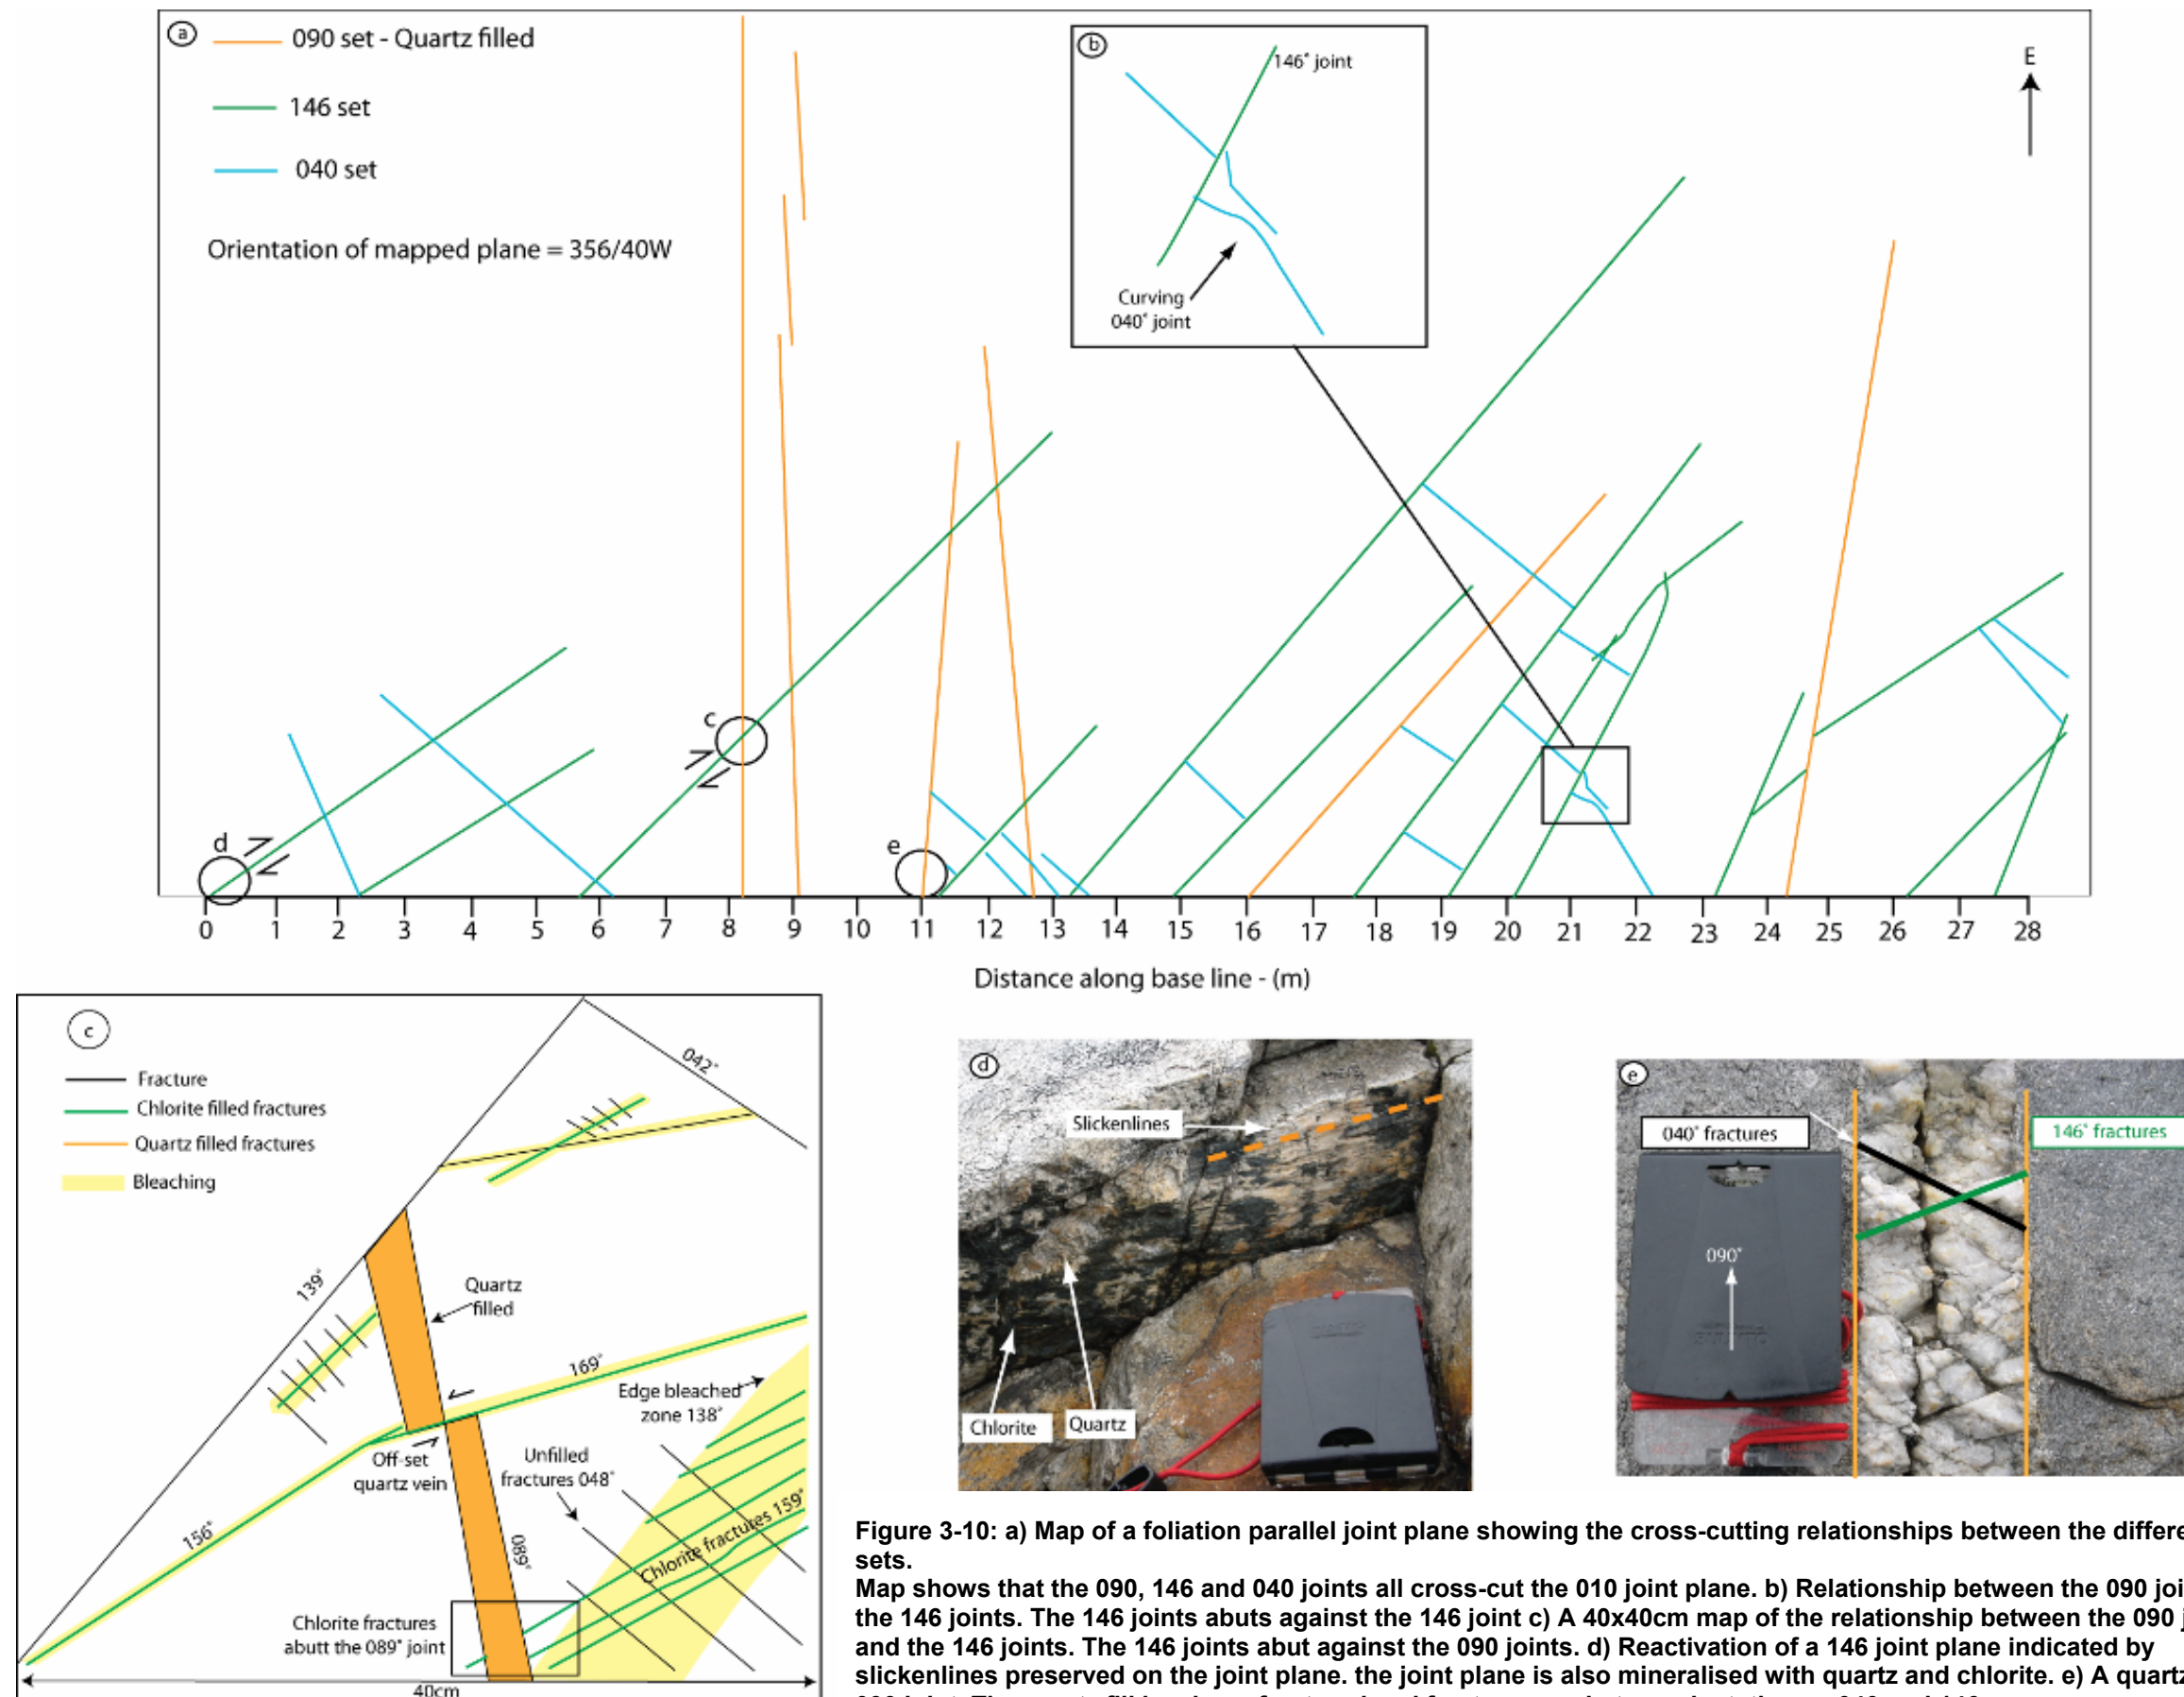 a
090 set - Quartz filled
146 set
040 set
Orientation of mapped plane = 356/40W
b
146° joint
Curving
040° joint
E
c
d
e
0 1 2 3 4 5 6 7 8 9 10 11 12 13 14 15 16 17 18 19 20 21 22 23 24 25 26 27 28
Distance along base line - (m)
c
Fracture
Chlorite filled fractures
Quartz filled fractures
Bleaching
042°
139°
Quartz
filled
169°
Edge bleached
zone 138°
Off-set
quartz vein
Unfilled
fractures 048°
156°
Chlorite fractures 159°
089°
Chlorite fractures
abutt the 089° joint
40cm
d
Slickenlines
Chlorite
Quartz
e
040° fractures
146° fractures
090°
Figure 3-10: a) Map of a foliation parallel joint plane showing the cross-cutting relationships between the differe
sets.
Map shows that the 090, 146 and 040 joints all cross-cut the 010 joint plane. b) Relationship between the 090 joi
the 146 joints. The 146 joints abuts against the 146 joint c) A 40x40cm map of the relationship between the 090 j
and the 146 joints. The 146 joints abut against the 090 joints. d) Reactivation of a 146 joint plane indicated by
slickenlines preserved on the joint plane. the joint plane is also mineralised with quartz and chlorite. e) A quartz